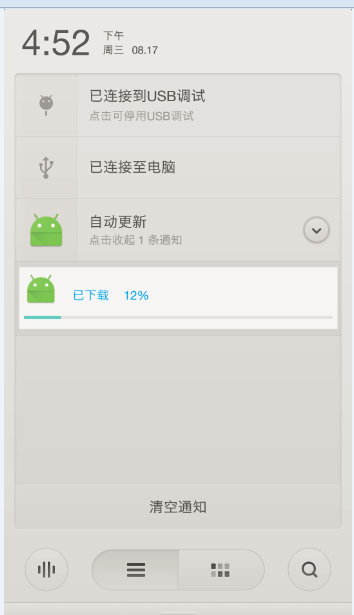 4:52
下午
周三 08.17
已连接到USB调试
点击可停用USB调试
已连接至电脑
自动更新
点击收起 1 条通知
已下载 12%
清空通知